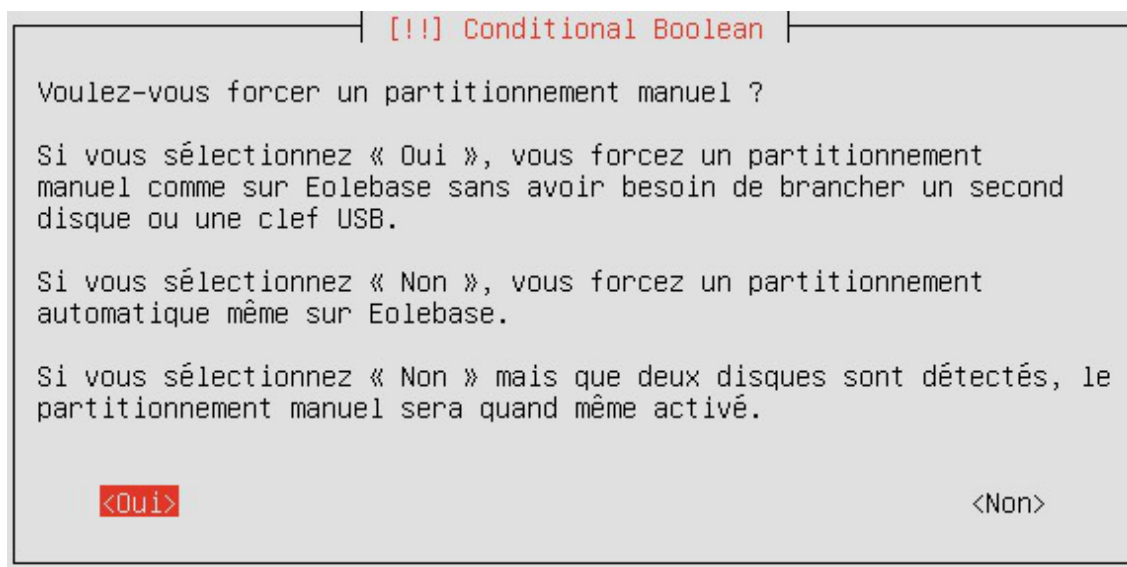 [!!] Conditional Boolean
Voulez-vous forcer un partitionnement manuel ?
Si vous sélectionnez « Oui », vous forcez un partitionnement
manuel comme sur Eolebase sans avoir besoin de brancher un second
disque ou une clef USB.
Si vous sélectionnez « Non », vous forcez un partitionnement
automatique même sur Eolebase.
Si vous sélectionnez « Non » mais que deux disques sont détectés, le
partitionnement manuel sera quand même activé.
<Oui> <Non>